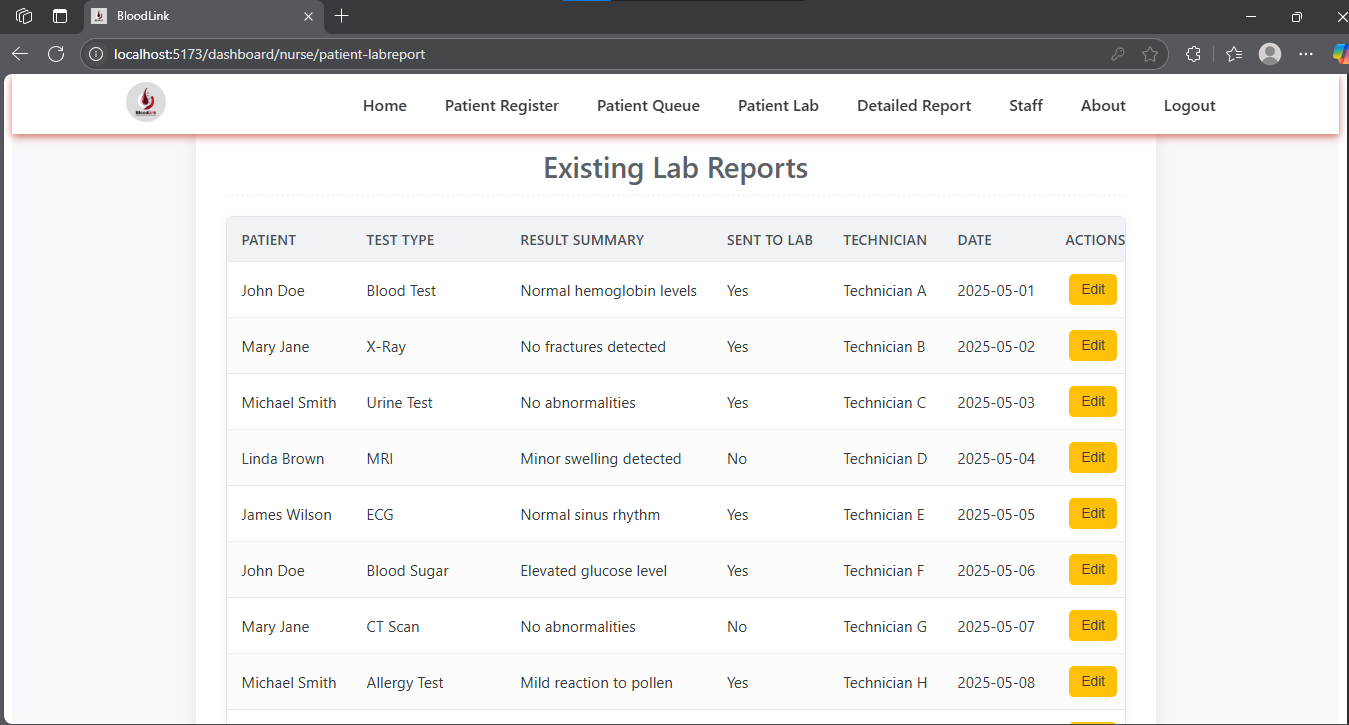 BloodLink
localhost:5173/dashboard/nurse/patient-labreport
BloodLink
Home Patient Register Patient Queue Patient Lab Detailed Report Staff About Logout
Existing Lab Reports
PATIENT TEST TYPE RESULT SUMMARY SENT TO LAB TECHNICIAN DATE ACTIONS
John Doe Blood Test Normal hemoglobin levels Yes Technician A 2025-05-01 Edit
Mary Jane X-Ray No fractures detected Yes Technician B 2025-05-02 Edit
Michael Smith Urine Test No abnormalities Yes Technician C 2025-05-03 Edit
Linda Brown MRI Minor swelling detected No Technician D 2025-05-04 Edit
James Wilson ECG Normal sinus rhythm Yes Technician E 2025-05-05 Edit
John Doe Blood Sugar Elevated glucose level Yes Technician F 2025-05-06 Edit
Mary Jane CT Scan No abnormalities No Technician G 2025-05-07 Edit
Michael Smith Allergy Test Mild reaction to pollen Yes Technician H 2025-05-08 Edit